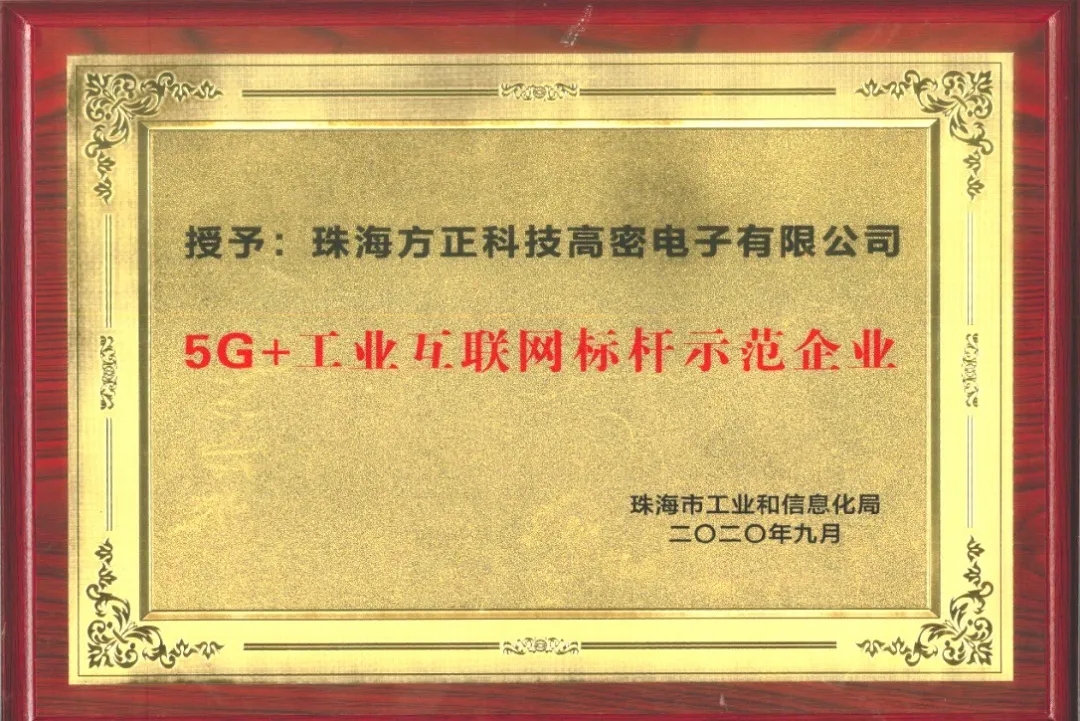 授予：珠海方正科技高密电子有限公司
5G+工业互联网标杆示范企业
珠海市工业和信息化局
二〇二〇年九月